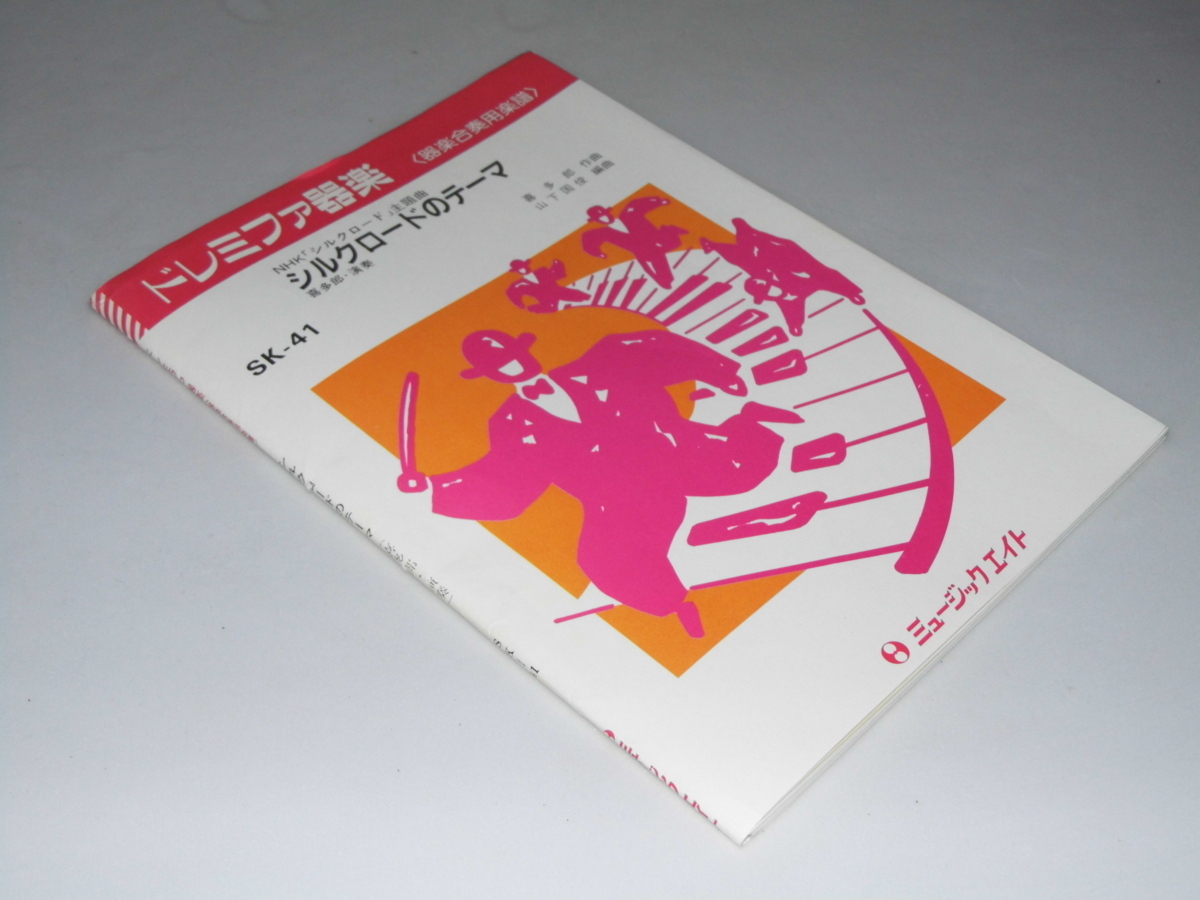 ドレミファ器楽
〈器楽合奏用楽譜〉
NHK「シルクロード」主題曲
シルクロードのテーマ
喜多郎・演奏
喜多郎 作曲
山下国俊 編曲
SK-41
ミュージックエイト